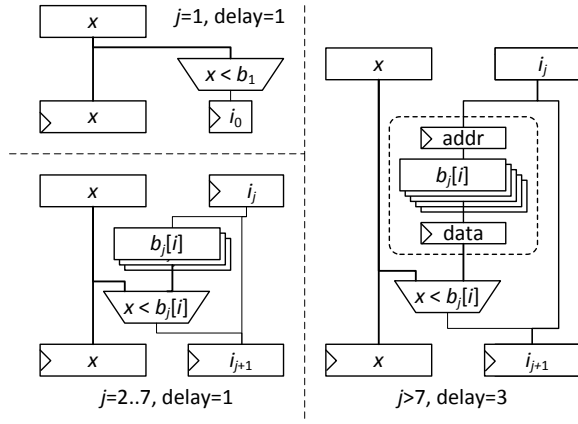 j=1, delay=1
x
x < b₁
x
i₀
x
iⱼ
bⱼ[i]
x < bⱼ[i]
x
iⱼ₊₁
j=2..7, delay=1
x
iⱼ
addr
bⱼ[i]
data
x < bⱼ[i]
x
iⱼ₊₁
j>7, delay=3